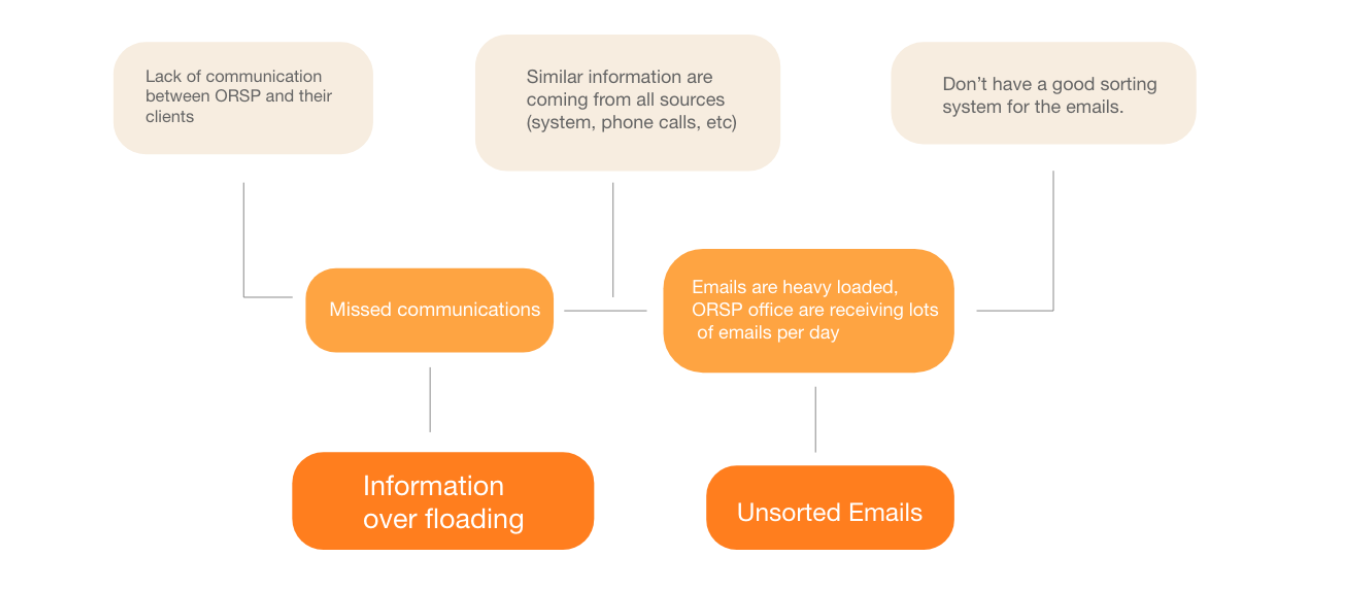 Lack of communication
between ORSP and their
clients
Similar information are
coming from all sources
(system, phone calls, etc)
Don’t have a good sorting
system for the emails.
Missed communications
Emails are heavy loaded,
ORSP office are receiving lots
of emails per day
Information
over floading
Unsorted Emails